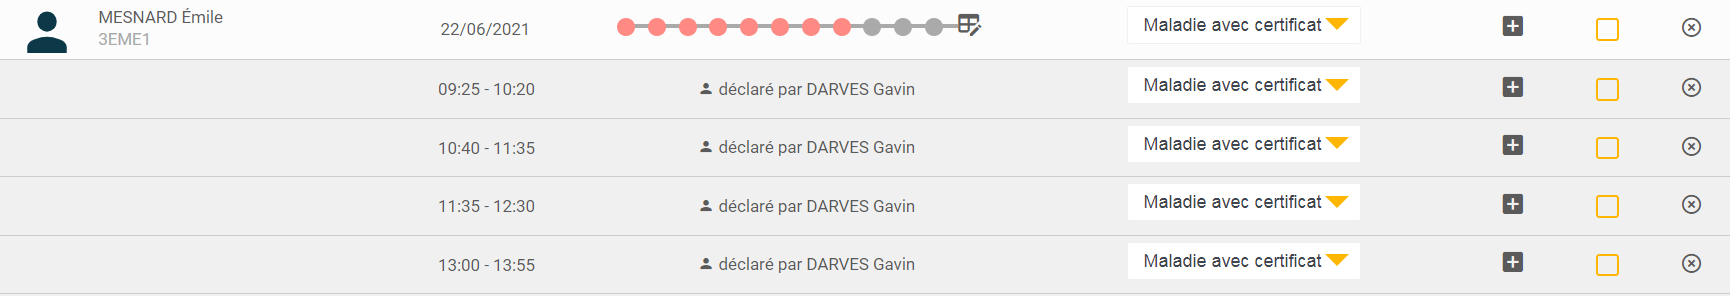 MESNARD Émile
3EME1
22/06/2021
Maladie avec certificat
09:25 - 10:20
déclaré par DARVES Gavin
Maladie avec certificat
10:40 - 11:35
déclaré par DARVES Gavin
Maladie avec certificat
11:35 - 12:30
déclaré par DARVES Gavin
Maladie avec certificat
13:00 - 13:55
déclaré par DARVES Gavin
Maladie avec certificat